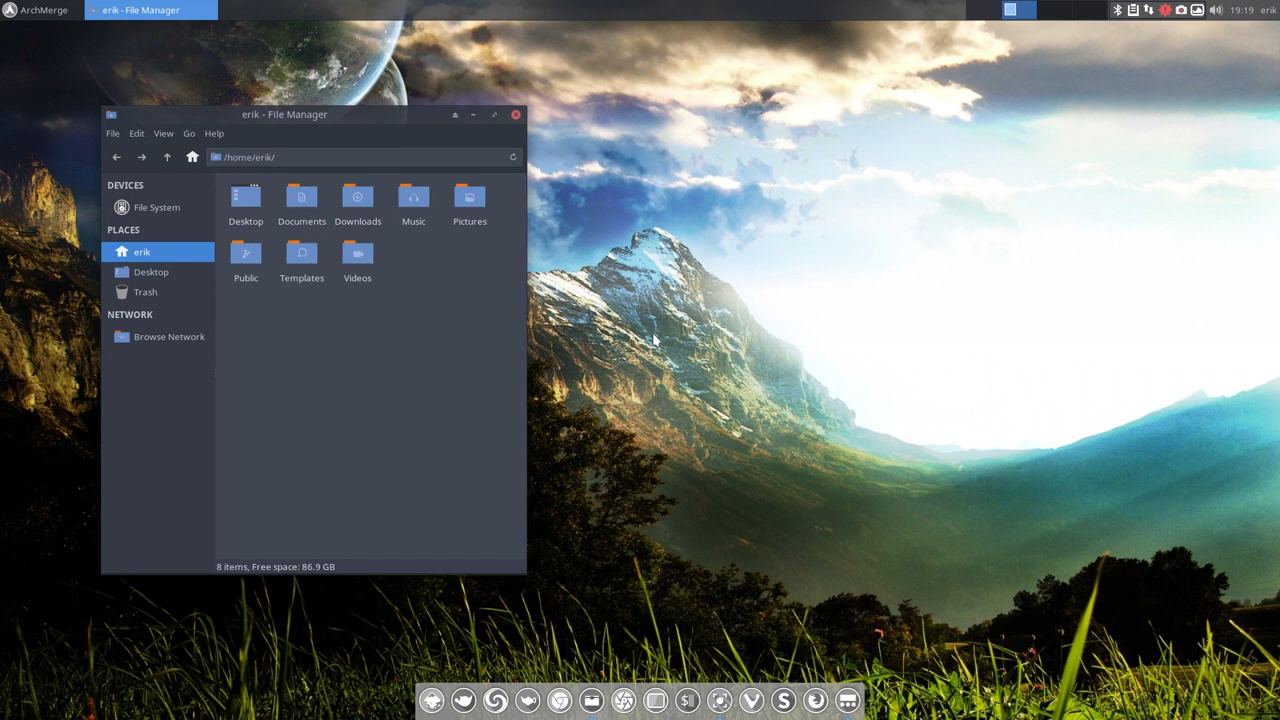 ArchMerge
erik - File Manager
19:19 erik
erik - File Manager
File Edit View Go Help
/home/erik/
DEVICES
File System
PLACES
erik
Desktop
Trash
NETWORK
Browse Network
Desktop Documents Downloads Music Pictures
Public Templates Videos
8 items, Free space: 86.9 GB